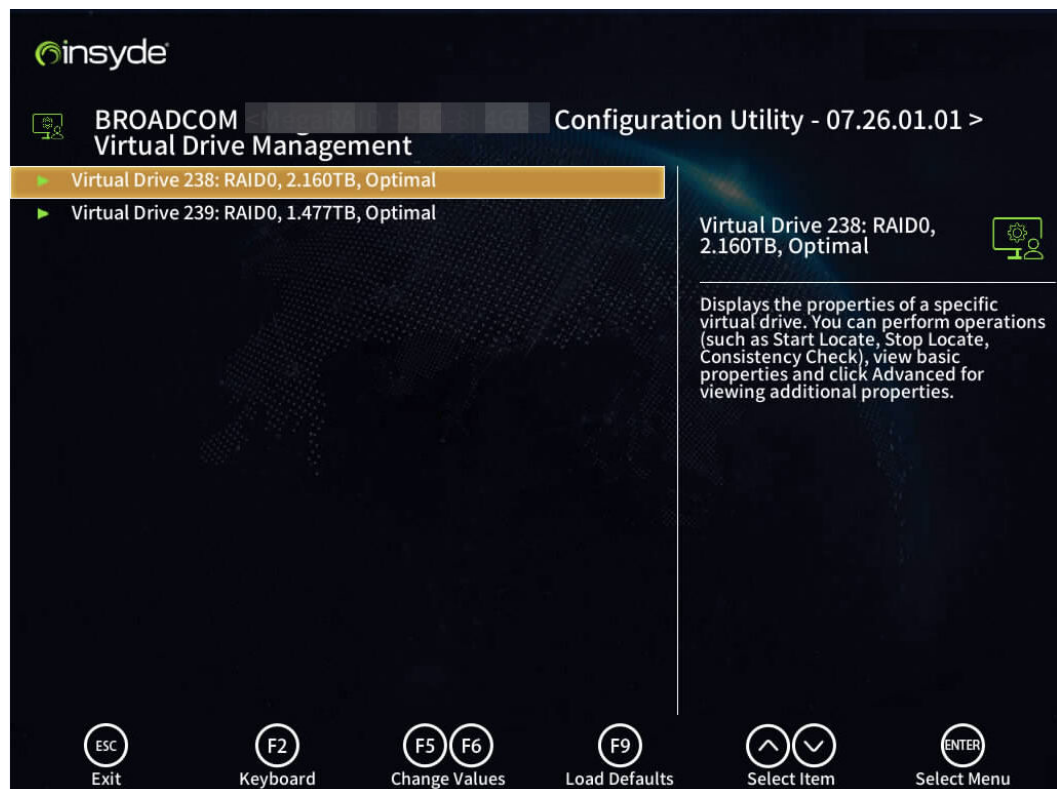 insyde
BROADCOM Configuration Utility - 07.26.01.01 >
Virtual Drive Management
Virtual Drive 238: RAID0, 2.160TB, Optimal
Virtual Drive 239: RAID0, 1.477TB, Optimal
Virtual Drive 238: RAID0,
2.160TB, Optimal
Displays the properties of a specific
virtual drive. You can perform operations
(such as Start Locate, Stop Locate,
Consistency Check), view basic
properties and click Advanced for
viewing additional properties.
ESC F2 F5 F6 F9 ENTER
Exit Keyboard Change Values Load Defaults Select Item Select Menu